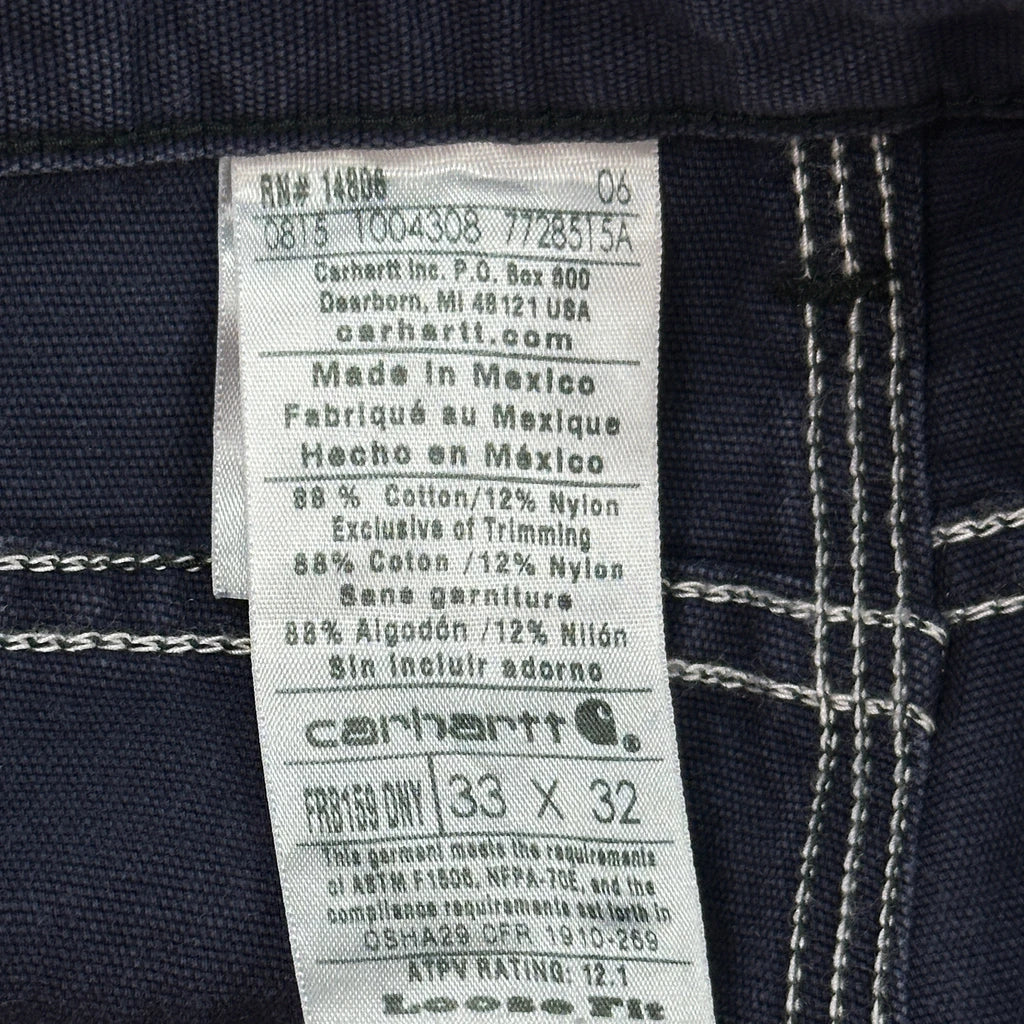 RN# 14806 06
0815 1004308 7728515A
Carhartt Inc. P.O. Box 600
Dearborn, MI 48121 USA
carhartt.com
Made in Mexico
Fabriqué au Mexique
Hecho en México
88 % Cotton/12% Nylon
Exclusive of Trimming
88% Coton /12% Nylon
Sans garniture
88% Algodón /12% Nilón
Sin incluir adorno
carhartt
FRB159 DNY 33 X 32
This garment meets the requirements
of ASTM F1506, NFPA-70E, and the
compliance requirements set forth in
OSHA29 CFR 1910-269
ATPV RATING: 12.1
Loose Fit